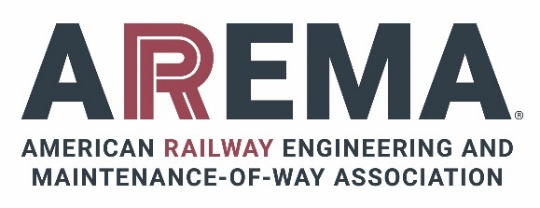 AREMA®
AMERICAN RAILWAY ENGINEERING AND
MAINTENANCE-OF-WAY ASSOCIATION